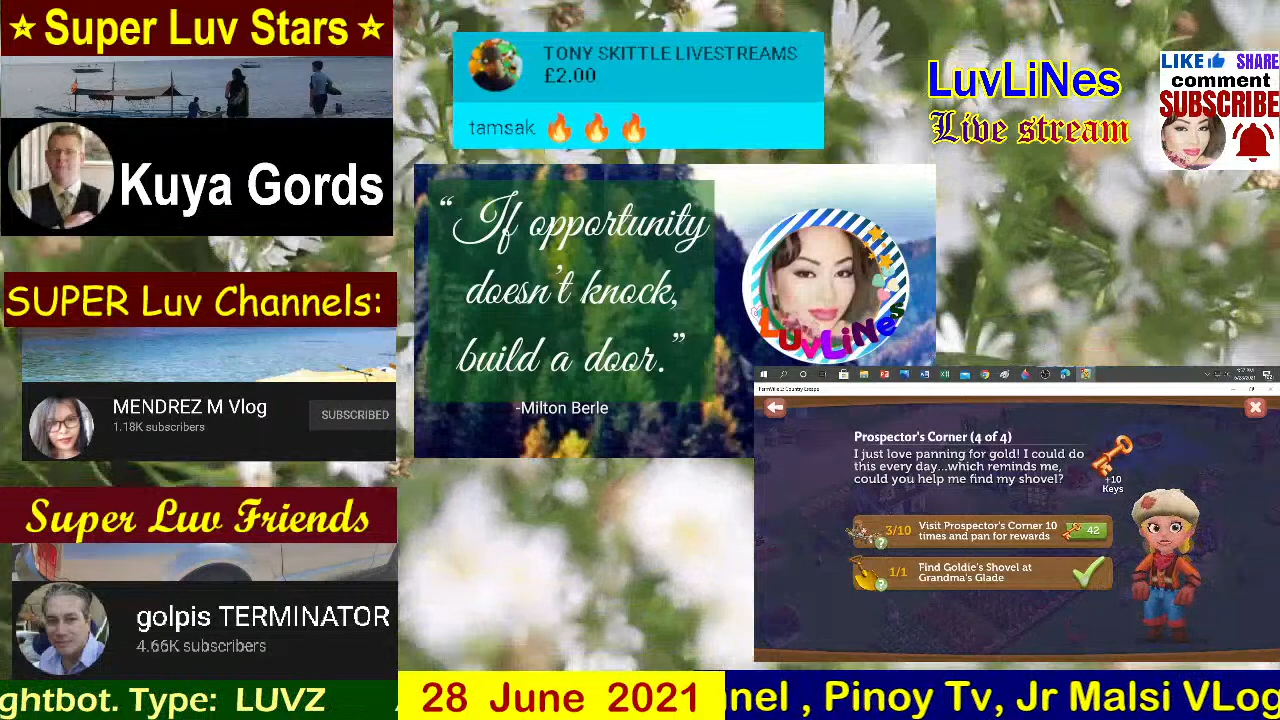 ☆ Super Luv Stars ☆
Kuya Gords
SUPER Luv Channels:
MENDREZ M Vlog
1.18K subscribers
SUBSCRIBED
Super Luv Friends
golpis TERMINATOR
4.66K subscribers
TONY SKITTLE LIVESTREAMS
£2.00
tamsak 🔥 🔥 🔥
“If opportunity
doesn't knock,
build a door.”
-Milton Berle
LUvLiNes
LuvLiNes
Live stream
LIKE SHARE
comment
SUBSCRIBE
Prospector's Corner (4 of 4)
I just love panning for gold! I could do
this every day...which reminds me,
could you help me find my shovel?
+10
Keys
3/10 Visit Prospector's Corner 10
times and pan for rewards
42
1/1 Find Goldie's Shovel at
Grandma's Glade
ghtbot. Type: LUVZ
28 June 2021
nel , Pinoy Tv, Jr Malsi VLog